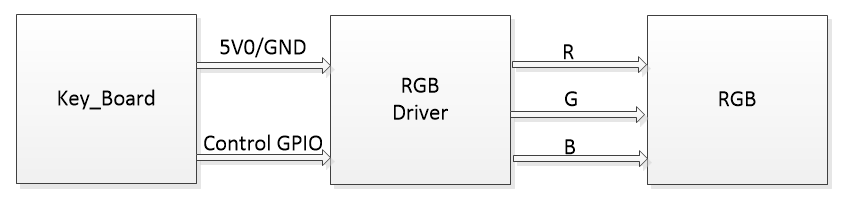 Key_Board
5V0/GND
Control GPIO
RGB
Driver
R
G
B
RGB